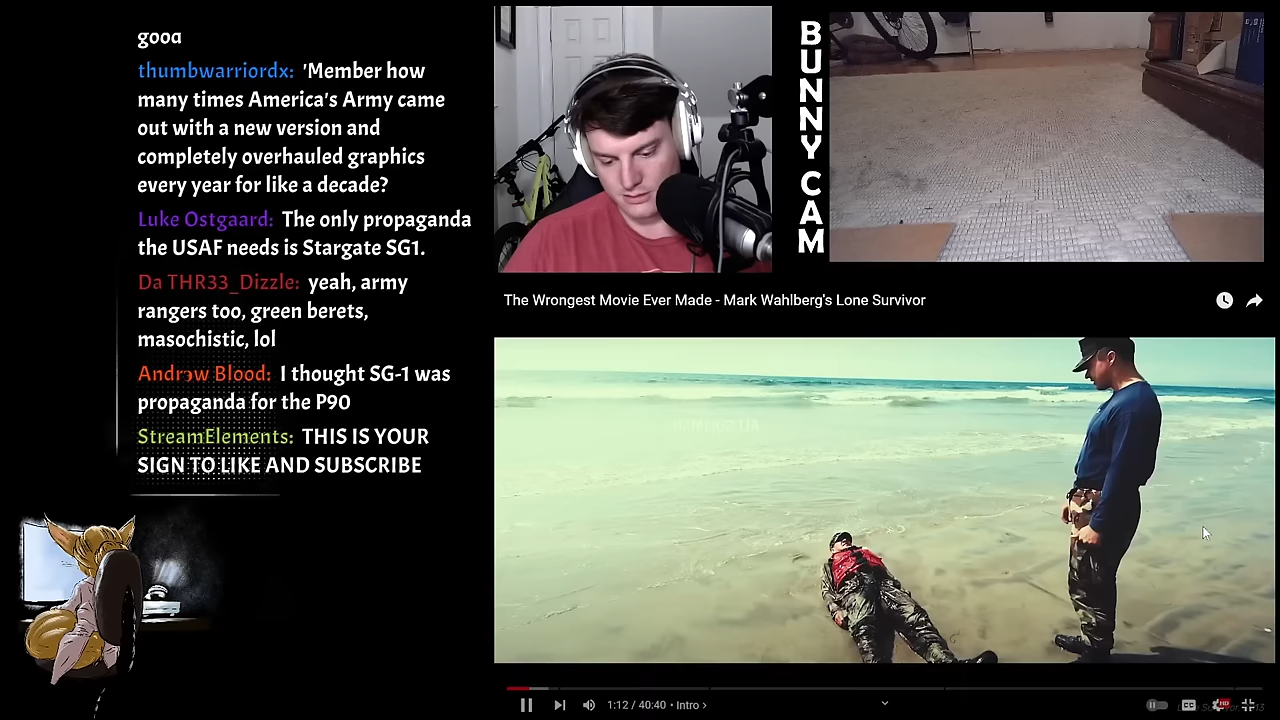 good
thumbwarriordx: 'Member how
many times America's Army came
out with a new version and
completely overhauled graphics
every year for like a decade?
Luke Ostgaard: The only propaganda
the USAF needs is Stargate SG1.
Da THR33_Dizzle: yeah, army
rangers too, green berets,
masochistic, lol
Andrew Blood: I thought SG-1 was
propaganda for the P90
StreamElements: THIS IS YOUR
SIGN TO LIKE AND SUBSCRIBE
BUNNY CAM
The Wrongest Movie Ever Made - Mark Wahlberg's Lone Survivor
1:12 / 40:40 • Intro ›
CC
HD